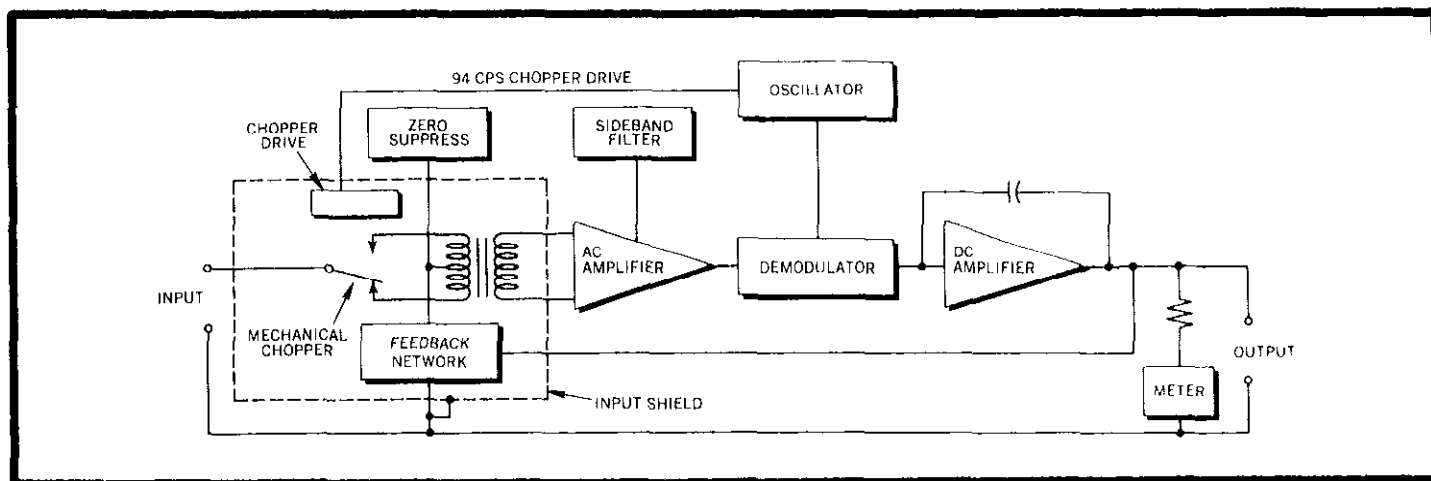 94 CPS CHOPPER DRIVE
OSCILLATOR
CHOPPER
DRIVE
ZERO
SUPPRESS
SIDEBAND
FILTER
AC
AMPLIFIER
DEMODULATOR
DC
AMPLIFIER
INPUT
MECHANICAL
CHOPPER
FEEDBACK
NETWORK
INPUT SHIELD
METER
OUTPUT